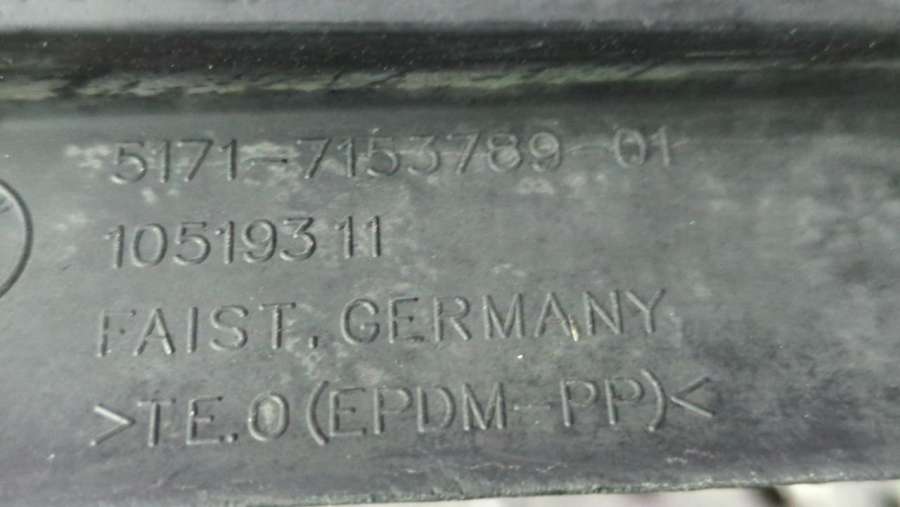 5171-7153789-01
10519311
FAIST, GERMANY
>TE.0(EPDM-PP)<